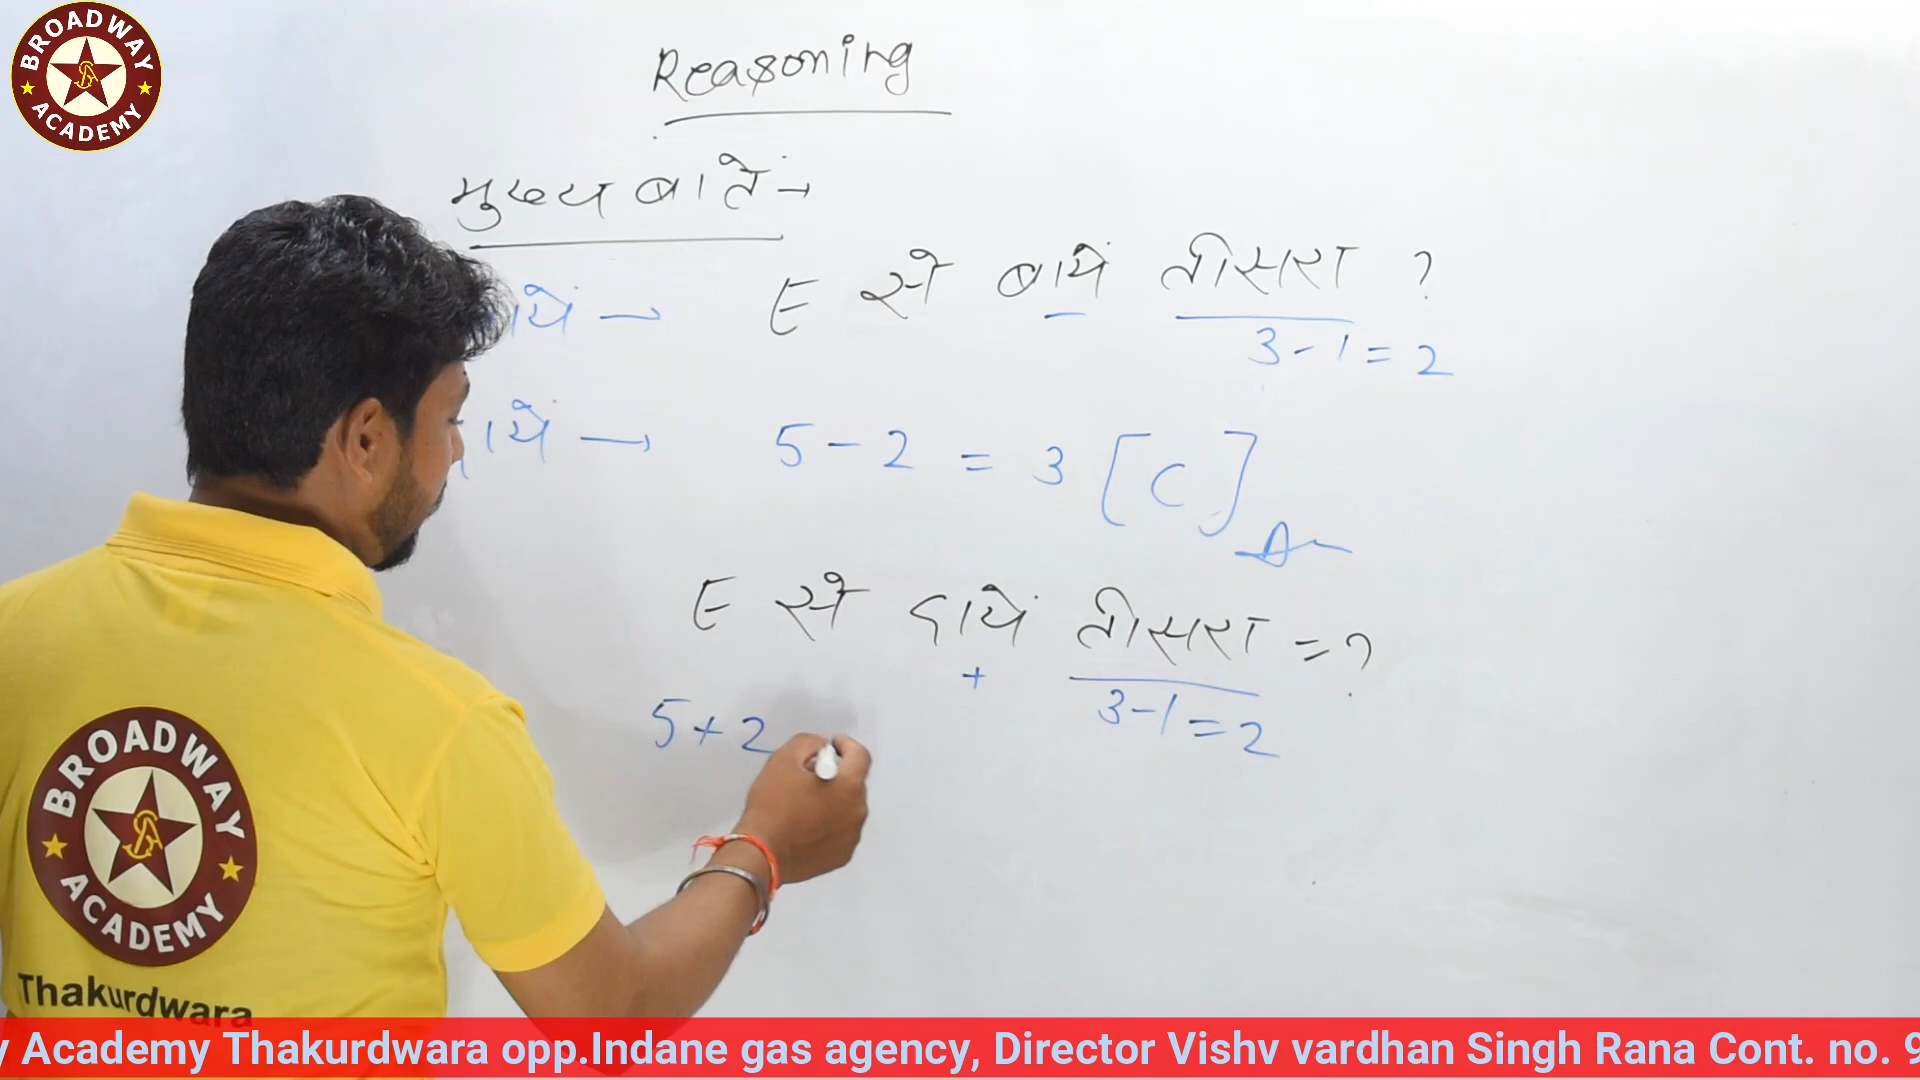 BROADWAY ACADEMY
Reasoning
मुख्य बातें →
E से बायें तीसरा ?
3-1=2
5-2 = 3 [C]
E से दायें तीसरा =?
+
3-1=2
5+2
BROADWAY ACADEMY
Thakurdwara
Academy Thakurdwara opp.Indane gas agency, Director Vishv vardhan Singh Rana Cont. no. 9